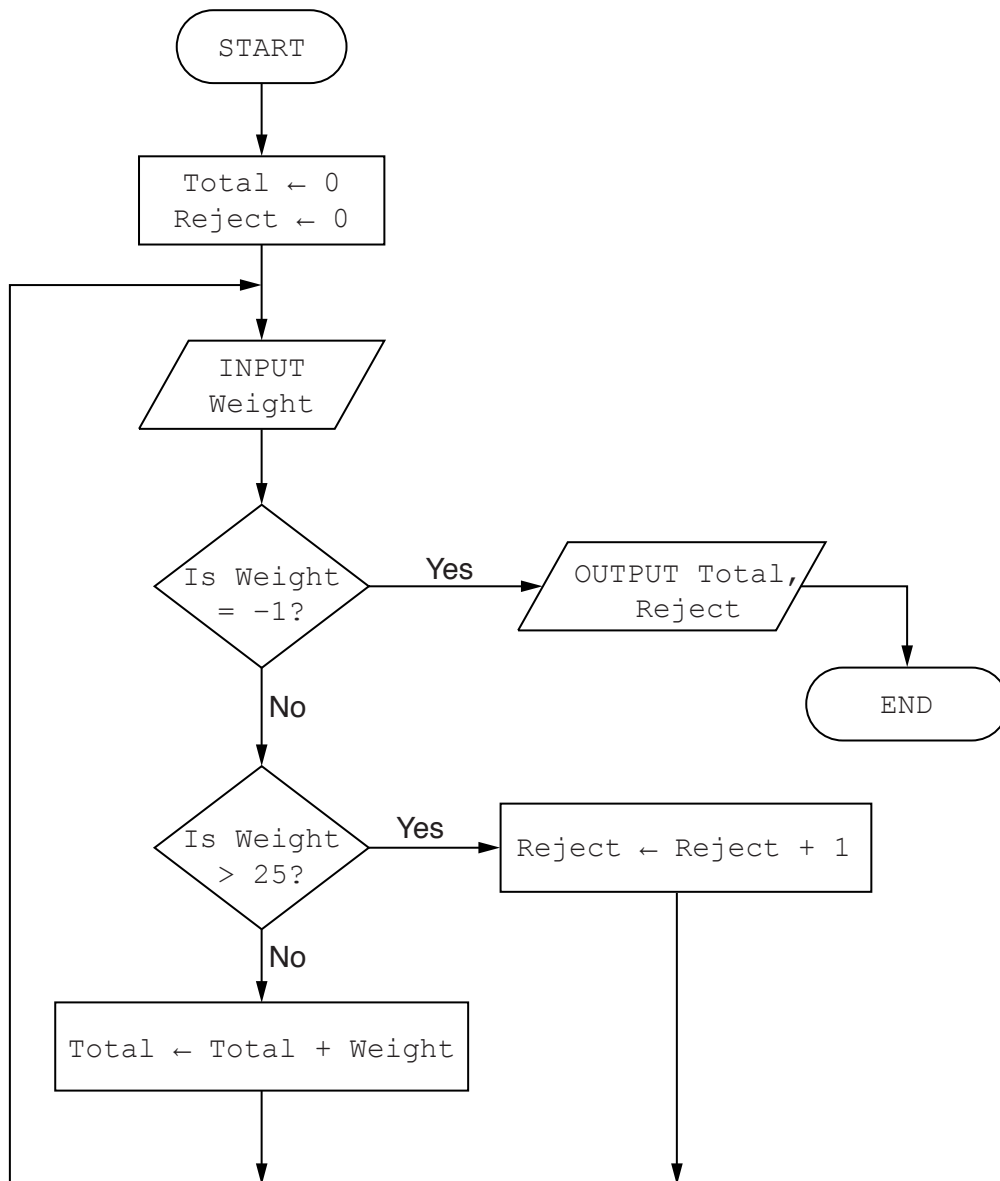 START
Total ← 0
Reject ← 0
INPUT
Weight
Is Weight
= –1?
Yes
OUTPUT Total,
Reject
END
No
Is Weight
> 25?
Yes
Reject ← Reject + 1
No
Total ← Total + Weight